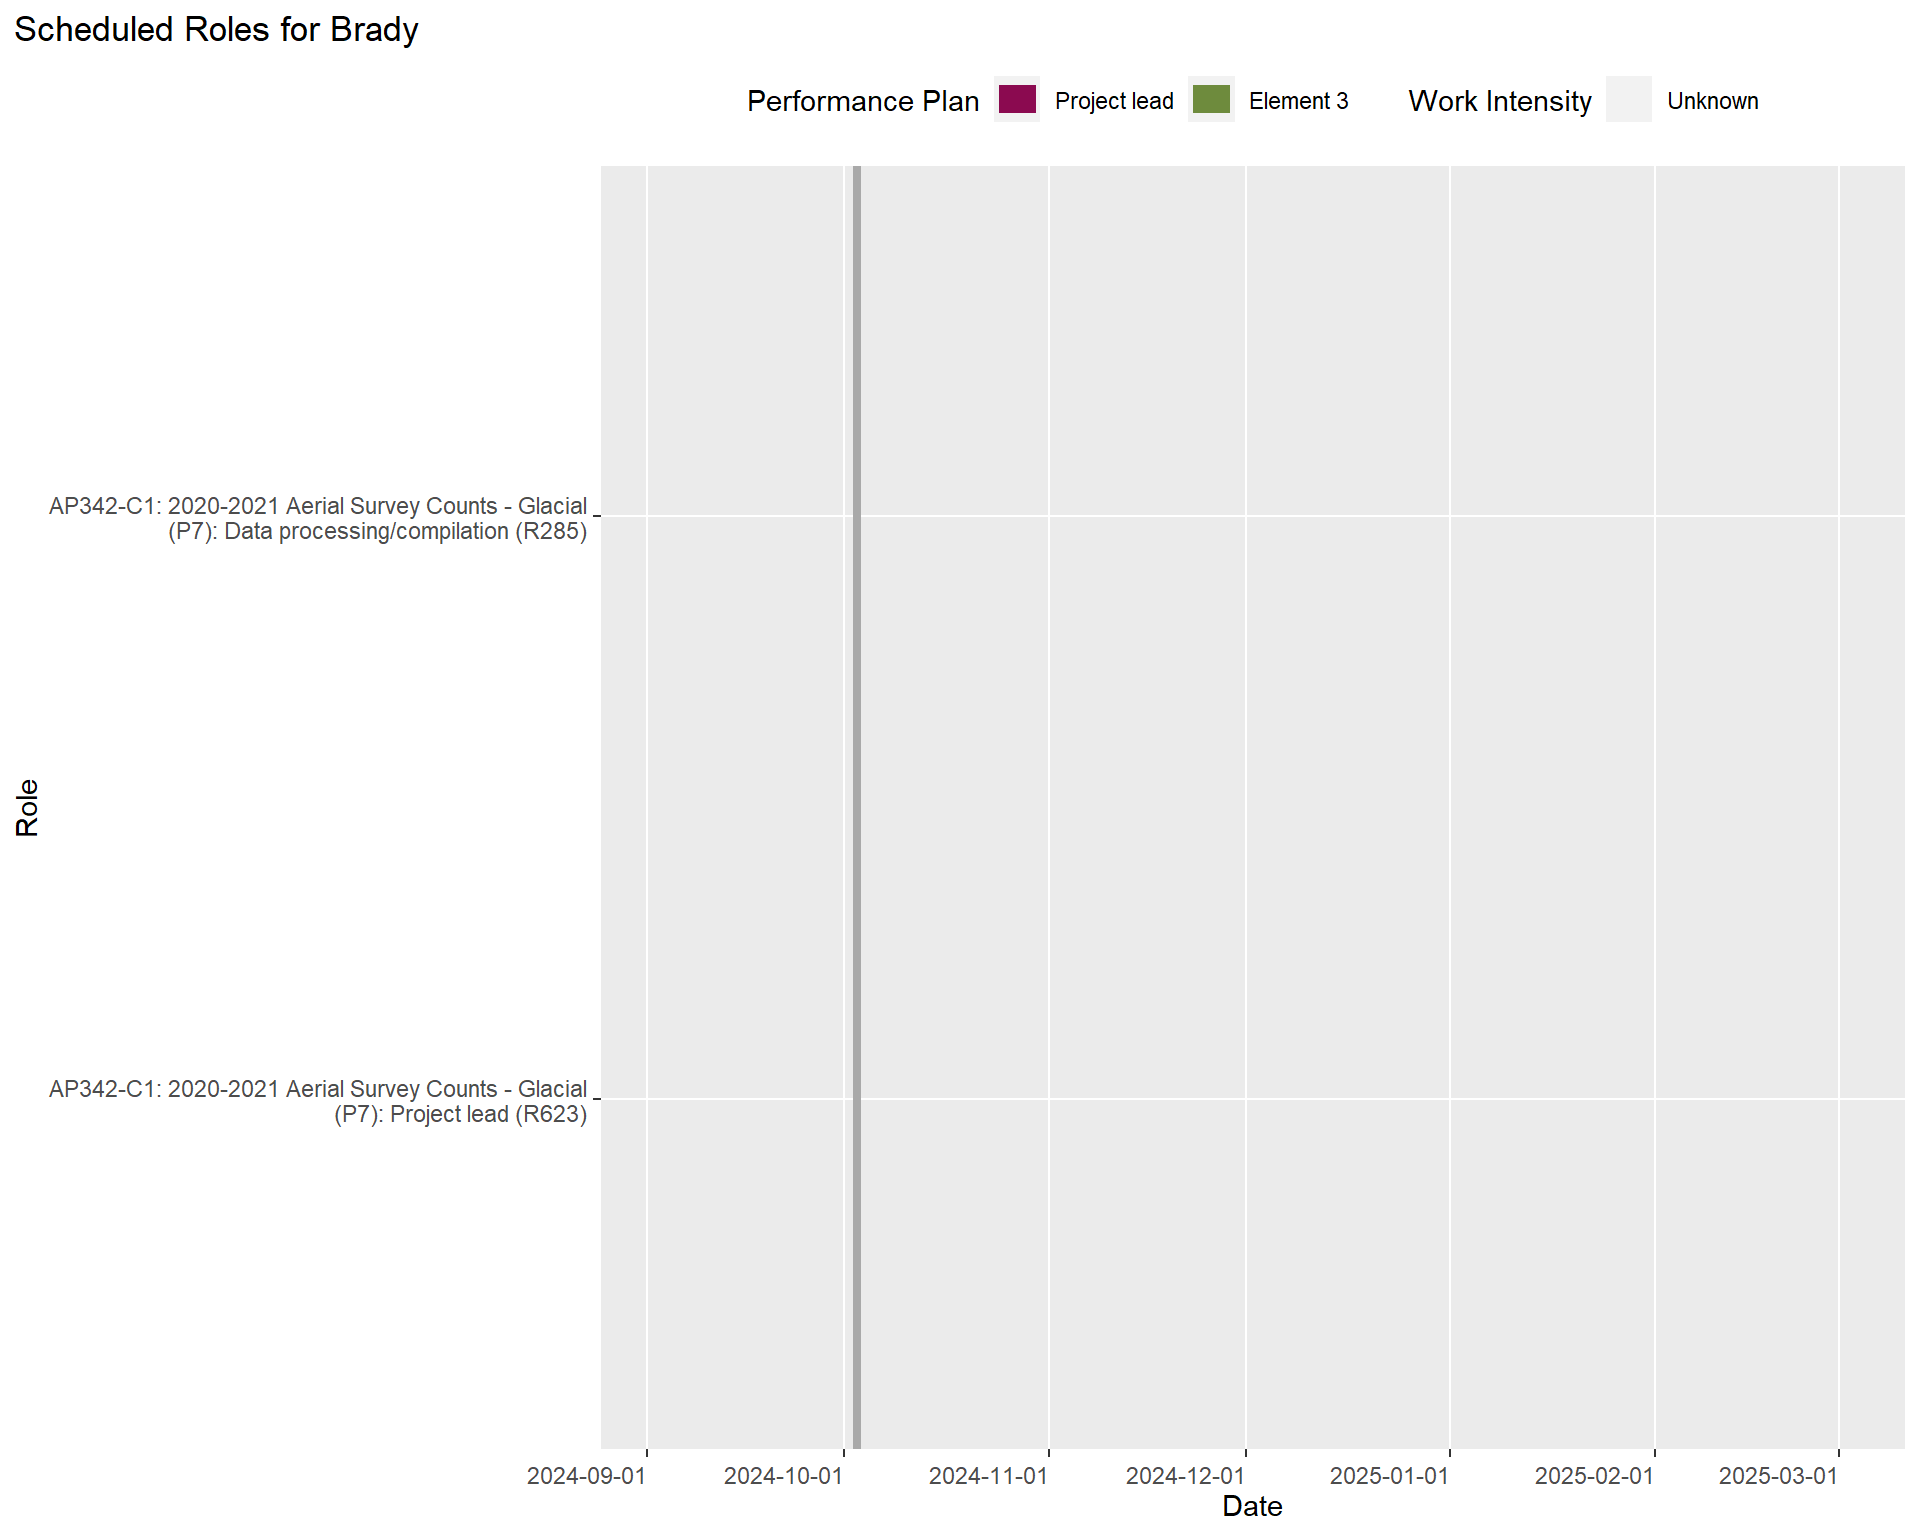 Scheduled Roles for Brady
Performance Plan Project lead Element 3 Work Intensity Unknown
AP342-C1: 2020-2021 Aerial Survey Counts - Glacial
(P7): Data processing/compilation (R285)
Role
AP342-C1: 2020-2021 Aerial Survey Counts - Glacial
(P7): Project lead (R623)
2024-09-01 2024-10-01 2024-11-01 2024-12-01 2025-01-01 2025-02-01 2025-03-01
Date